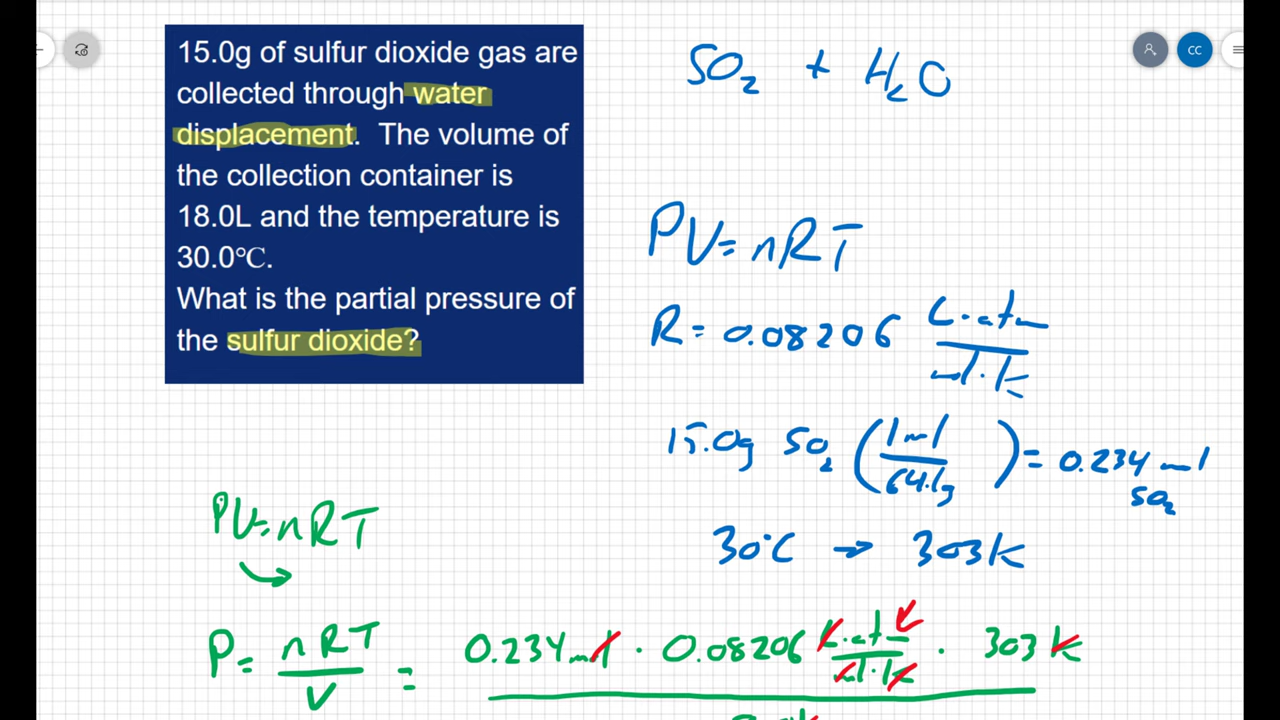 15.0g of sulfur dioxide gas are
collected through water
displacement. The volume of
the collection container is
18.0L and the temperature is
30.0℃.
What is the partial pressure of
the sulfur dioxide?
SO₂ + H₂O
CC
PV = nRT
R = 0.08206 L·atm / mol·K
15.0g SO₂ (1 mol / 64.1g) = 0.234 mol SO₂
30°C → 303K
PV = nRT
→
P = nRT / V = 0.234 mol · 0.08206 L·atm / mol·K · 303 K